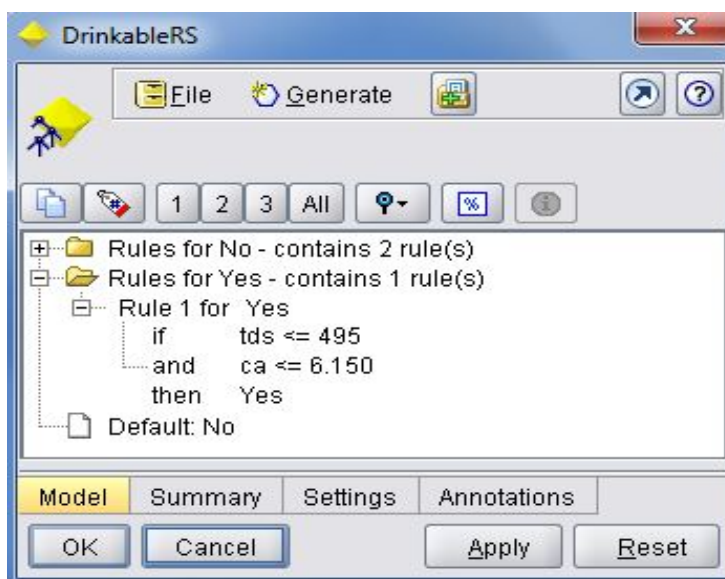 DrinkableRS
File Generate
1 2 3 All %
Rules for No - contains 2 rule(s)
Rules for Yes - contains 1 rule(s)
Rule 1 for Yes
if tds <= 495
and ca <= 6.150
then Yes
Default: No
Model Summary Settings Annotations
OK Cancel Apply Reset